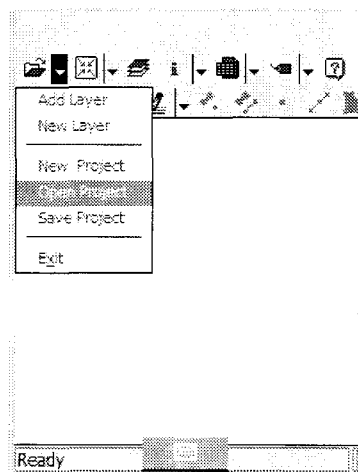 Add Layer
New Layer
New Project
Open Project
Save Project
Exit
Ready